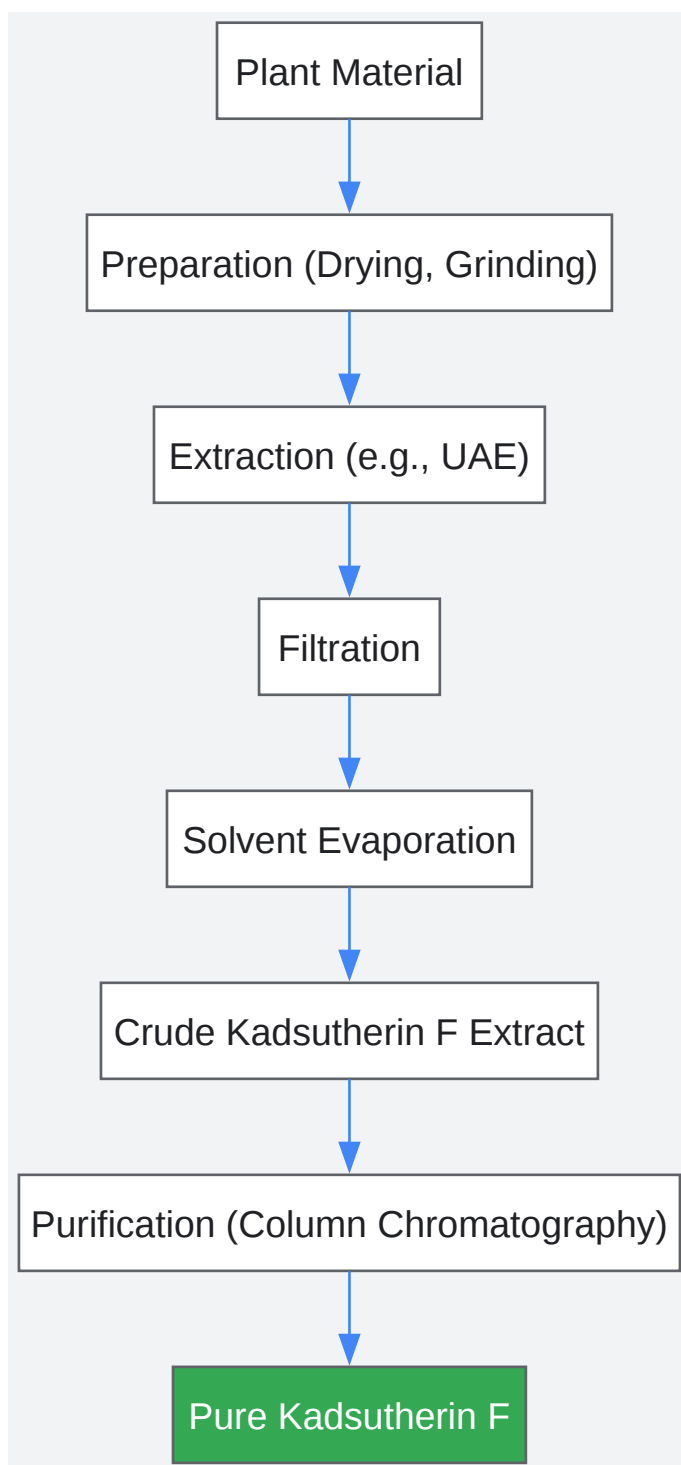 Plant Material
Preparation (Drying, Grinding)
Extraction (e.g., UAE)
Filtration
Solvent Evaporation
Crude Kadsutherin F Extract
Purification (Column Chromatography)
Pure Kadsutherin F